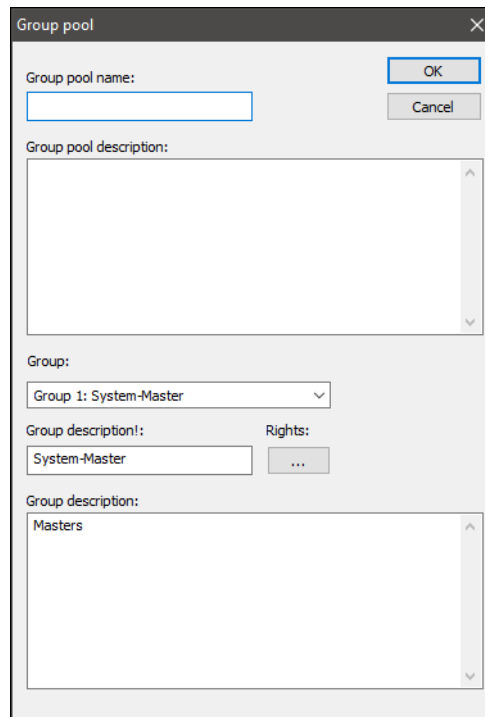 Group pool
Group pool name:
OK
Cancel
Group pool description:
Group:
Group 1: System-Master
Group description!:
Rights:
System-Master
...
Group description:
Masters